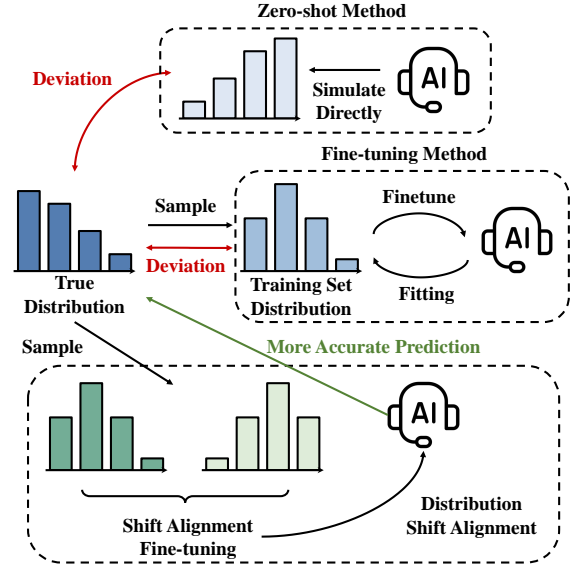 Zero-shot Method
Deviation
AI
Simulate
Directly
Fine-tuning Method
Sample
Deviation
True
Distribution
Training Set
Distribution
Finetune
Fitting
AI
Sample
More Accurate Prediction
AI
Shift Alignment
Fine-tuning
Distribution
Shift Alignment